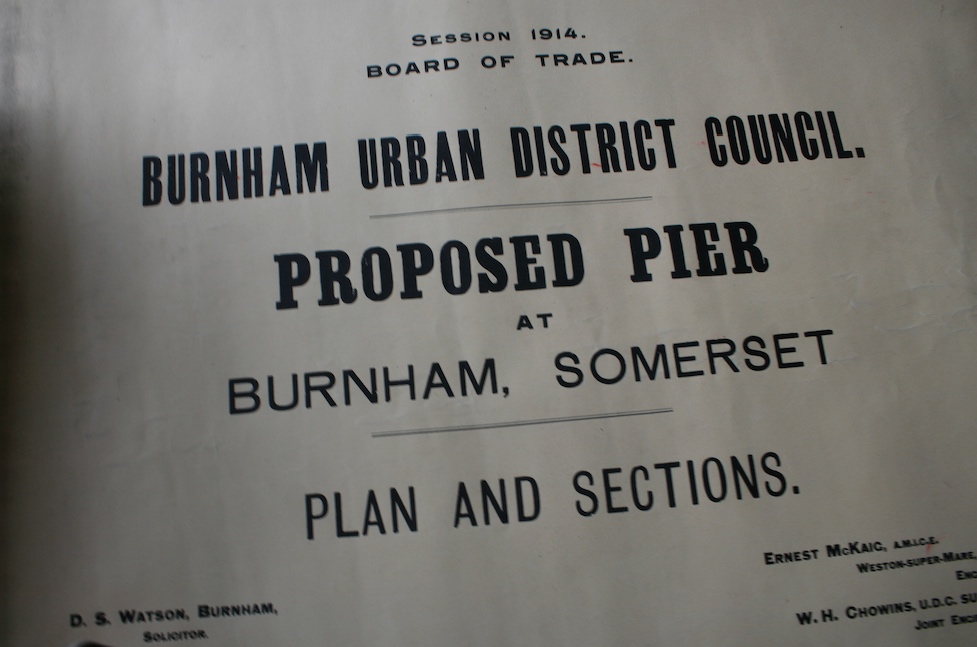 SESSION 1914.
BOARD OF TRADE.
BURNHAM URBAN DISTRICT COUNCIL.
PROPOSED PIER
AT
BURNHAM, SOMERSET
PLAN AND SECTIONS.
ERNEST MCKAIG, A.M.I.C.E.
WESTON-SUPER-MARE,
W. H. CHOWINS, U.D.C.
JOINT
D. S. WATSON, BURNHAM,
SOLICITOR.